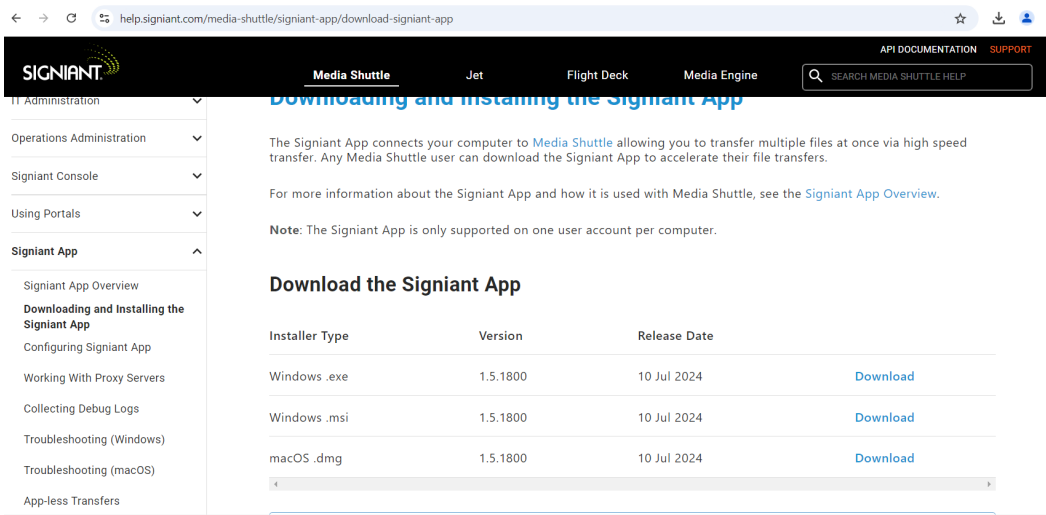 help.signiant.com/media-shuttle/signiant-app/download-signiant-app
API DOCUMENTATION SUPPORT
SIGNIANT
Media Shuttle Jet Flight Deck Media Engine SEARCH MEDIA SHUTTLE HELP
IT Administration
Operations Administration
Signiant Console
Using Portals
Signiant App
Signiant App Overview
Downloading and Installing the
Signiant App
Configuring Signiant App
Working With Proxy Servers
Collecting Debug Logs
Troubleshooting (Windows)
Troubleshooting (macOS)
App-less Transfers
Downloading and Installing the Signiant App
The Signiant App connects your computer to Media Shuttle allowing you to transfer multiple files at once via high speed
transfer. Any Media Shuttle user can download the Signiant App to accelerate their file transfers.
For more information about the Signiant App and how it is used with Media Shuttle, see the Signiant App Overview.
Note: The Signiant App is only supported on one user account per computer.
Download the Signiant App
Installer Type Version Release Date
Windows .exe 1.5.1800 10 Jul 2024 Download
Windows .msi 1.5.1800 10 Jul 2024 Download
macOS .dmg 1.5.1800 10 Jul 2024 Download